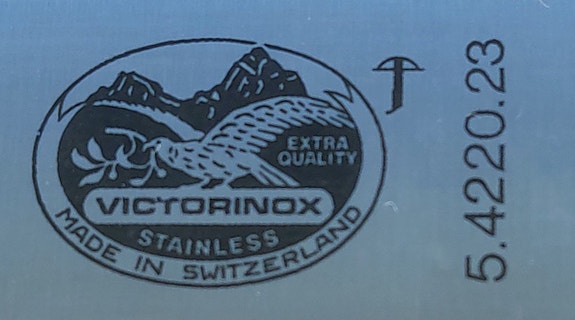 EXTRA
QUALITY
VICTORINOX
STAINLESS
MADE IN SWITZERLAND
5.4220.23